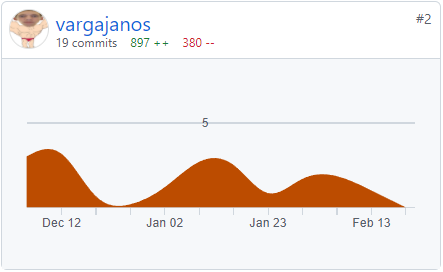 vargajanos
#2
19 commits 897 ++ 380 --
5
Dec 12 Jan 02 Jan 23 Feb 13